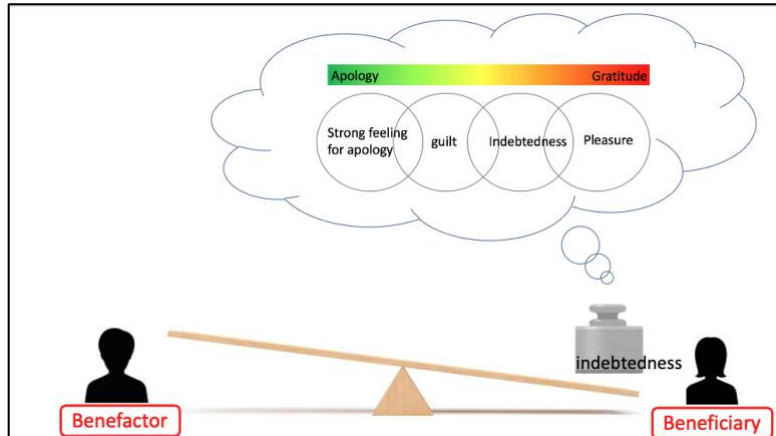 Apology Gratitude
Strong feeling
for apology
guilt
Indebtedness
Pleasure
indebtedness
Benefactor
Beneficiary